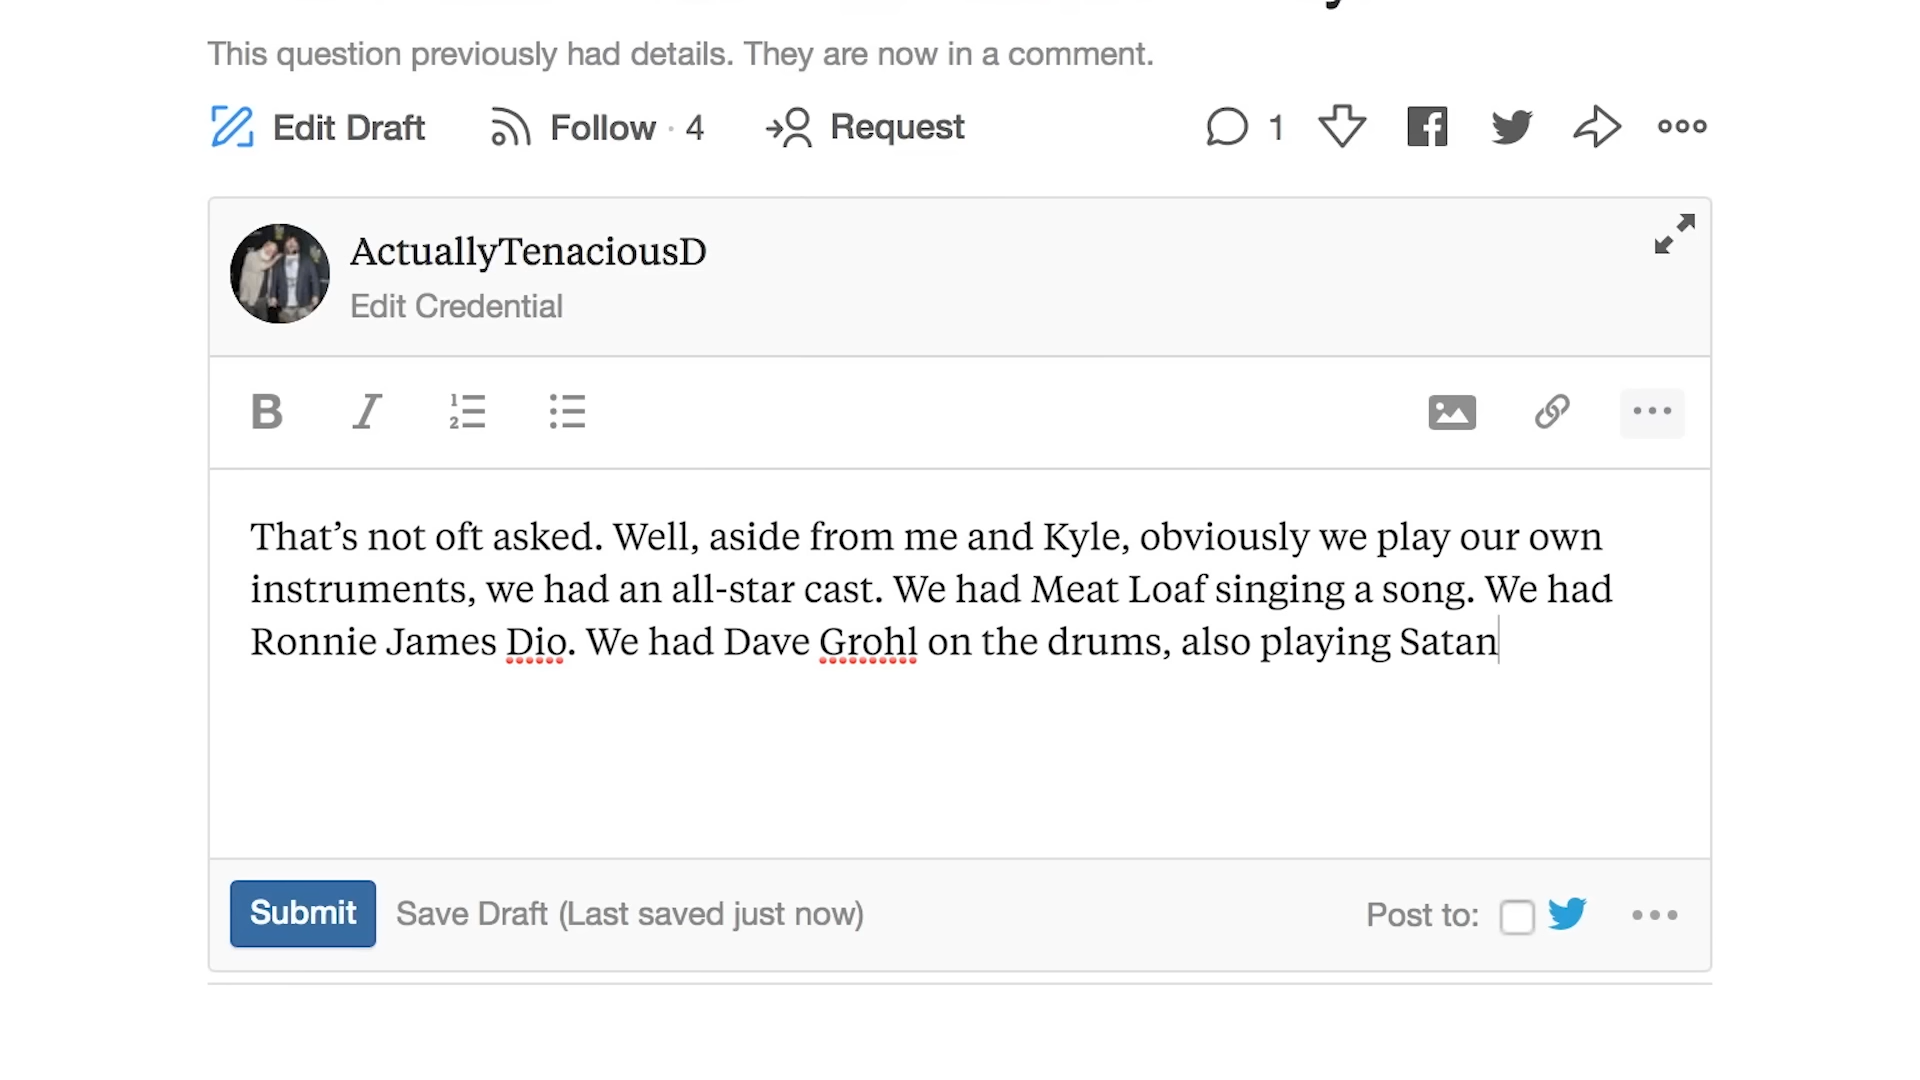 This question previously had details. They are now in a comment.
Edit Draft
Follow · 4
Request
1
ActuallyTenaciousD
Edit Credential
B
I
That’s not oft asked. Well, aside from me and Kyle, obviously we play our own
instruments, we had an all-star cast. We had Meat Loaf singing a song. We had
Ronnie James Dio. We had Dave Grohl on the drums, also playing Satan
Submit
Save Draft (Last saved just now)
Post to: